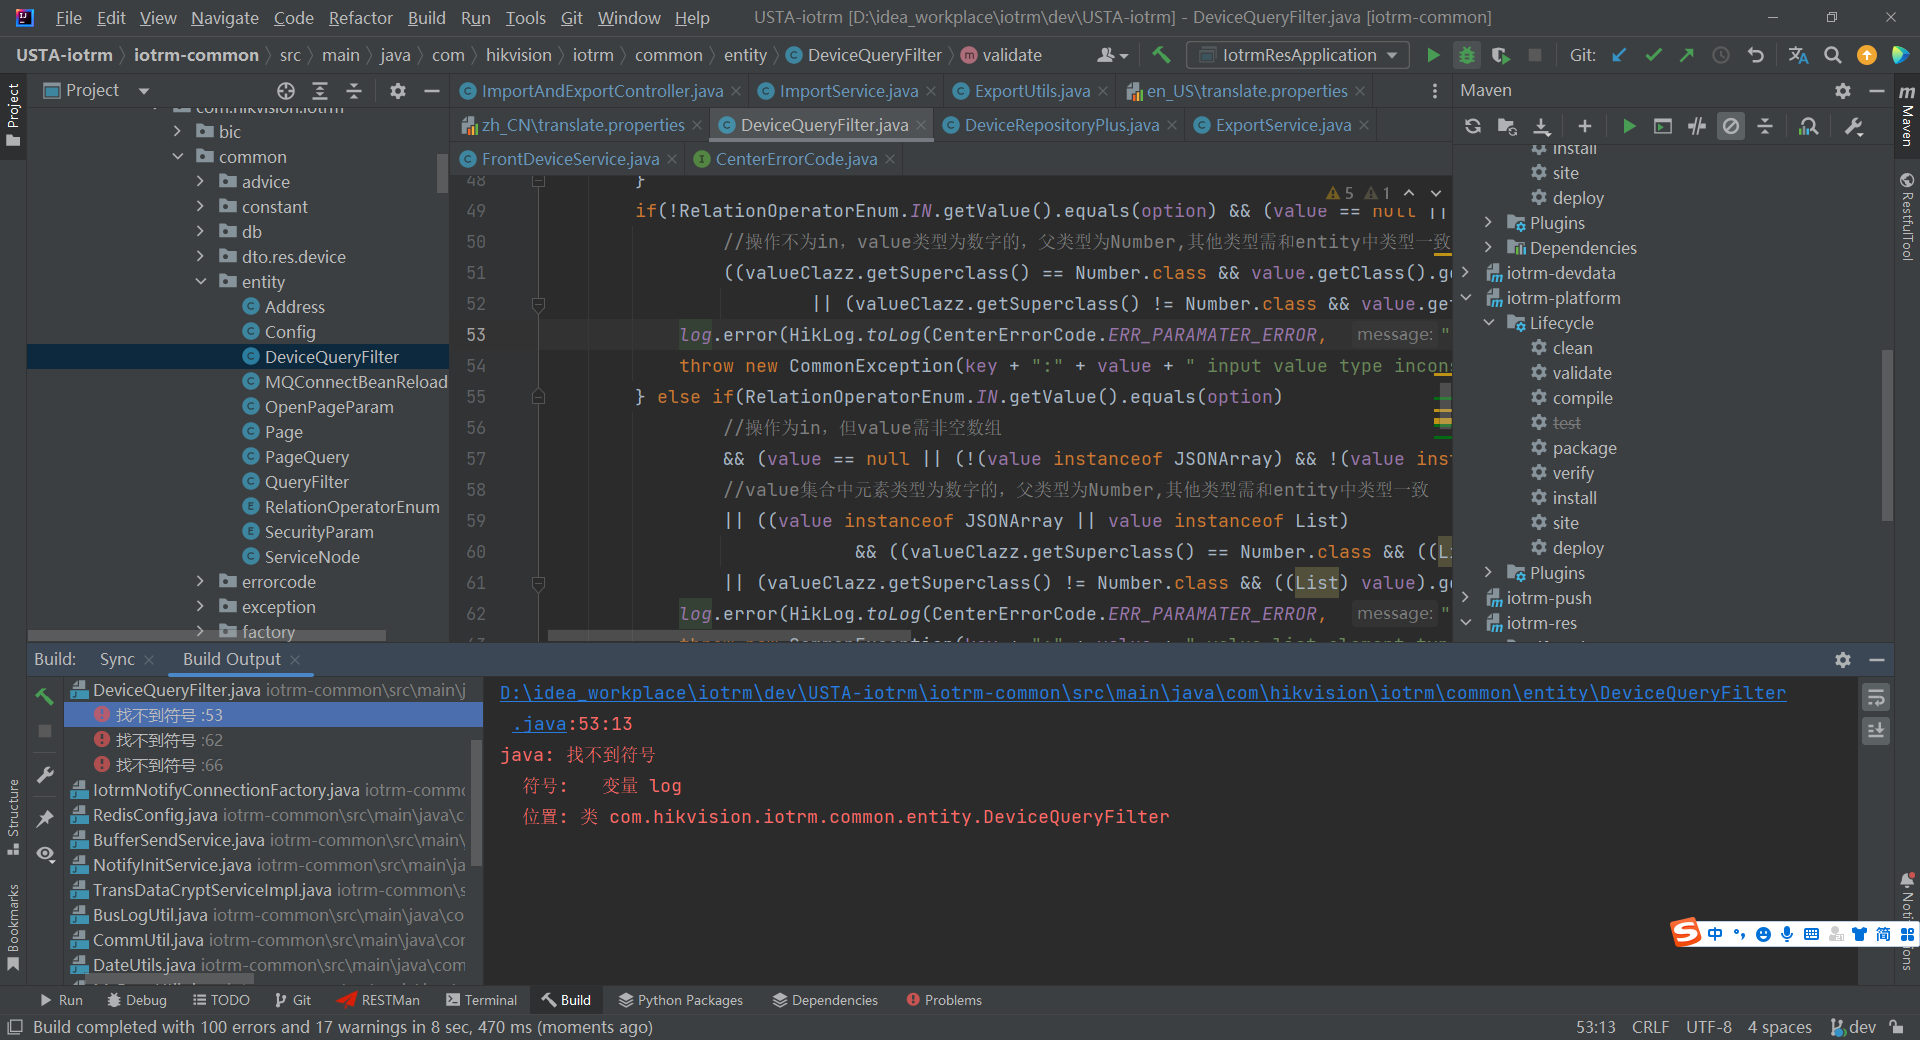 File Edit View Navigate Code Refactor Build Run Tools Git Window Help USTA-iotrm [D:\idea_workplace\iotrm\dev\USTA-iotrm] - DeviceQueryFilter.java [iotrm-common]
USTA-iotrm iotrm-common src main java com hikvision iotrm common entity DeviceQueryFilter validate IotrmResApplication Git:
Project
ImportAndExportController.java ImportService.java ExportUtils.java en_US\translate.properties
zh_CN\translate.properties DeviceQueryFilter.java DeviceRepositoryPlus.java ExportService.java
FrontDeviceService.java CenterErrorCode.java
Project
com.hikvision.iotrm
bic
common
advice
constant
db
dto.res.device
entity
Address
Config
DeviceQueryFilter
MQConnectBeanReload
OpenPageParam
Page
PageQuery
QueryFilter
RelationOperatorEnum
SecurityParam
ServiceNode
errorcode
exception
factory
5 1
48 }
49 if(!RelationOperatorEnum.IN.getValue().equals(option) && (value == null ||
50 //操作不为in，value类型为数字的，父类型为Number,其他类型需和entity中类型一致
51 ((valueClazz.getSuperclass() == Number.class && value.getClass().ge
52 || (valueClazz.getSuperclass() != Number.class && value.get
53 log.error(HikLog.toLog(CenterErrorCode.ERR_PARAMATER_ERROR, message: "
54 throw new CommonException(key + ":" + value + " input value type incons
55 } else if(RelationOperatorEnum.IN.getValue().equals(option)
56 //操作为in，但value需非空数组
57 && (value == null || (!(value instanceof JSONArray) && !(value inst
58 //value集合中元素类型为数字的，父类型为Number,其他类型需和entity中类型一致
59 || ((value instanceof JSONArray || value instanceof List)
60 && ((valueClazz.getSuperclass() == Number.class && ((Li
61 || (valueClazz.getSuperclass() != Number.class && ((List) value).ge
62 log.error(HikLog.toLog(CenterErrorCode.ERR_PARAMATER_ERROR, message: "
Maven
install
site
deploy
Plugins
Dependencies
iotrm-devdata
iotrm-platform
Lifecycle
clean
validate
compile
test
package
verify
install
site
deploy
Plugins
iotrm-push
iotrm-res
Maven
RestfulTool
Notifications
Build: Sync Build Output
DeviceQueryFilter.java iotrm-common\src\main\j
找不到符号 :53
找不到符号 :62
找不到符号 :66
IotrmNotifyConnectionFactory.java iotrm-commo
RedisConfig.java iotrm-common\src\main\java\c
BufferSendService.java iotrm-common\src\main\
NotifyInitService.java iotrm-common\src\main\ja
TransDataCryptServiceImpl.java iotrm-common\s
BusLogUtil.java iotrm-common\src\main\java\co
CommUtil.java iotrm-common\src\main\java\cor
DateUtils.java iotrm-common\src\main\java\com
D:\idea_workplace\iotrm\dev\USTA-iotrm\iotrm-common\src\main\java\com\hikvision\iotrm\common\entity\DeviceQueryFilter
.java:53:13
java: 找不到符号
符号: 变量 log
位置: 类 com.hikvision.iotrm.common.entity.DeviceQueryFilter
Structure
Bookmarks
中 简
Run Debug TODO Git RESTMan Terminal Build Python Packages Dependencies Problems
Build completed with 100 errors and 17 warnings in 8 sec, 470 ms (moments ago) 53:13 CRLF UTF-8 4 spaces dev